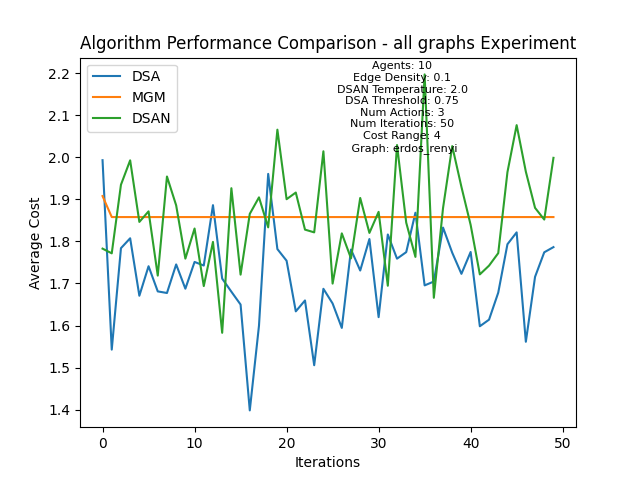 Algorithm Performance Comparison - all graphs Experiment
DSA
MGM
DSAN
Agents: 10
Edge Density: 0.1
DSAN Temperature: 2.0
DSA Threshold: 0.75
Num Actions: 3
Num Iterations: 50
Cost Range: 4
Graph: erdos_renyi
Average Cost
2.2
2.1
2.0
1.9
1.8
1.7
1.6
1.5
1.4
0 10 20 30 40 50
Iterations